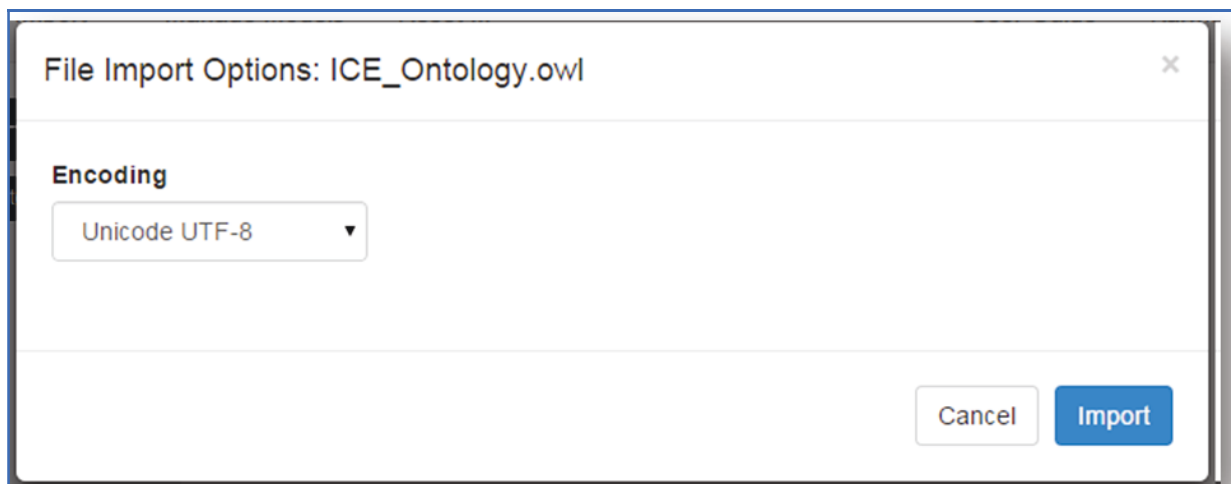 File Import Options: ICE_Ontology.owl ×
Encoding
Unicode UTF-8
Cancel Import